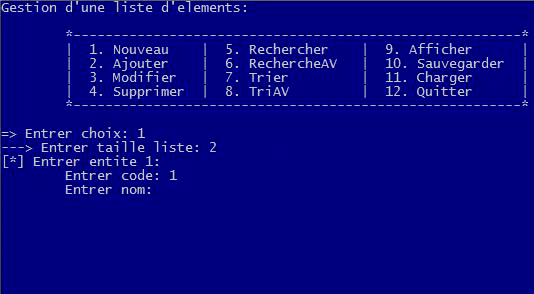 Gestion d'une liste d'elements:
*--------------------------------------------------------*
| 1. Nouveau | 5. Rechercher | 9. Afficher |
| 2. Ajouter | 6. RechercheAV | 10. Sauvegarder |
| 3. Modifier | 7. Trier | 11. Charger |
| 4. Supprimer | 8. TriAV | 12. Quitter |
*--------------------------------------------------------*
=> Entrer choix: 1
---> Entrer taille liste: 2
[*] Entrer entite 1:
Entrer code: 1
Entrer nom: